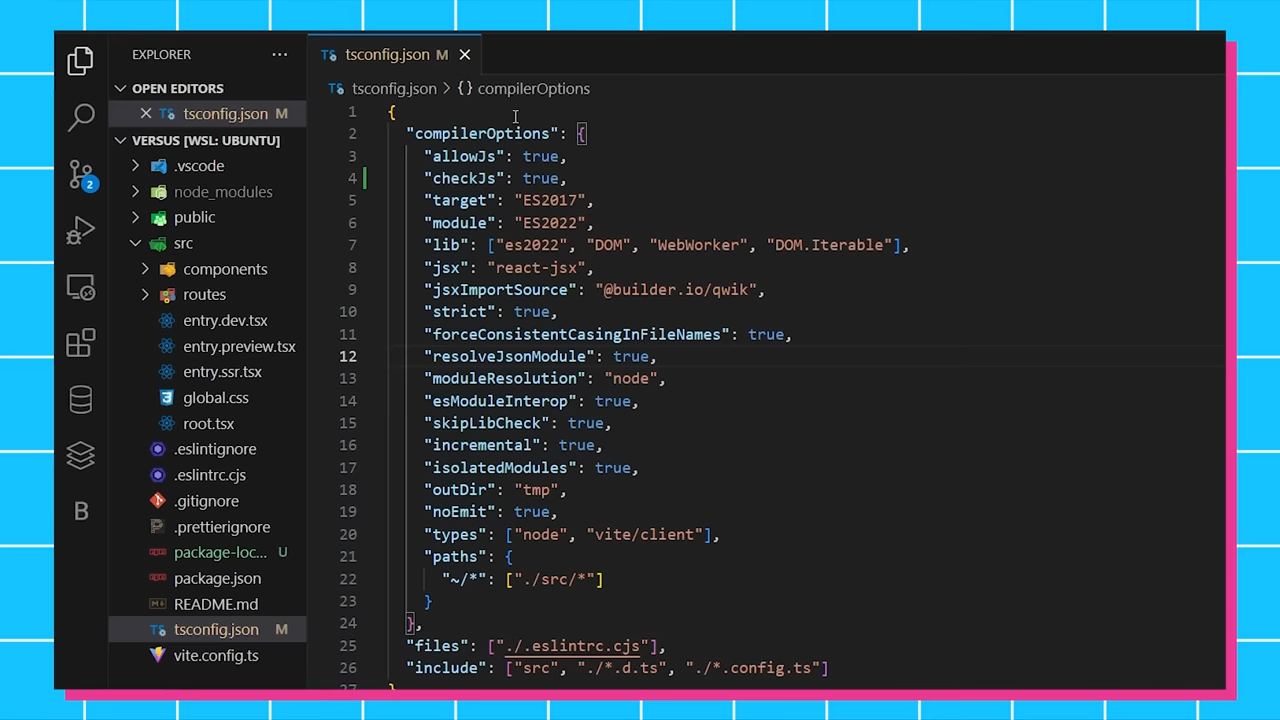 EXPLORER
OPEN EDITORS
tsconfig.json M
VERSUS [WSL: UBUNTU]
.vscode
node_modules
public
src
components
routes
entry.dev.tsx
entry.preview.tsx
entry.ssr.tsx
global.css
root.tsx
.eslintignore
.eslintrc.cjs
.gitignore
.prettierignore
package-loc... U
package.json
README.md
tsconfig.json M
vite.config.ts
2
B
tsconfig.json M
tsconfig.json > {} compilerOptions
1 {
2 "compilerOptions": {
3 "allowJs": true,
4 "checkJs": true,
5 "target": "ES2017",
6 "module": "ES2022",
7 "lib": ["es2022", "DOM", "WebWorker", "DOM.Iterable"],
8 "jsx": "react-jsx",
9 "jsxImportSource": "@builder.io/qwik",
10 "strict": true,
11 "forceConsistentCasingInFileNames": true,
12 "resolveJsonModule": true,
13 "moduleResolution": "node",
14 "esModuleInterop": true,
15 "skipLibCheck": true,
16 "incremental": true,
17 "isolatedModules": true,
18 "outDir": "tmp",
19 "noEmit": true,
20 "types": ["node", "vite/client"],
21 "paths": {
22 "~/*": ["./src/*"]
23 }
24 },
25 "files": ["./.eslintrc.cjs"],
26 "include": ["src", "./*.d.ts", "./*.config.ts"]
27 }